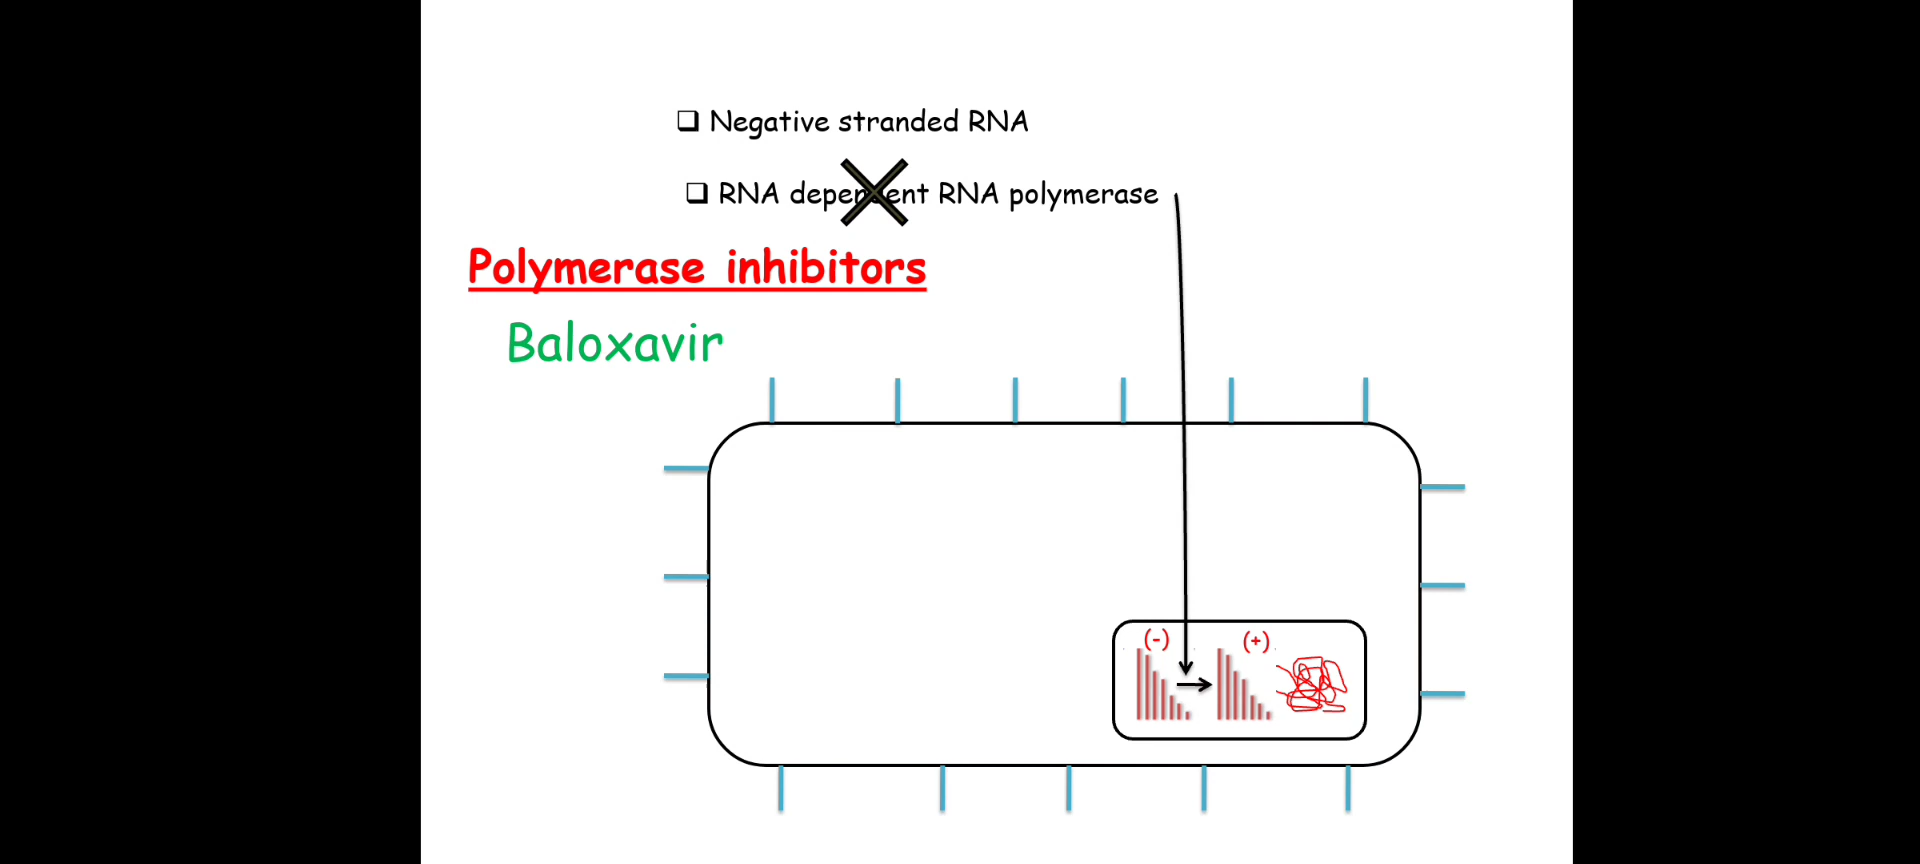 Negative stranded RNA
RNA dependent RNA polymerase
Polymerase inhibitors
Baloxavir
(-) (+)